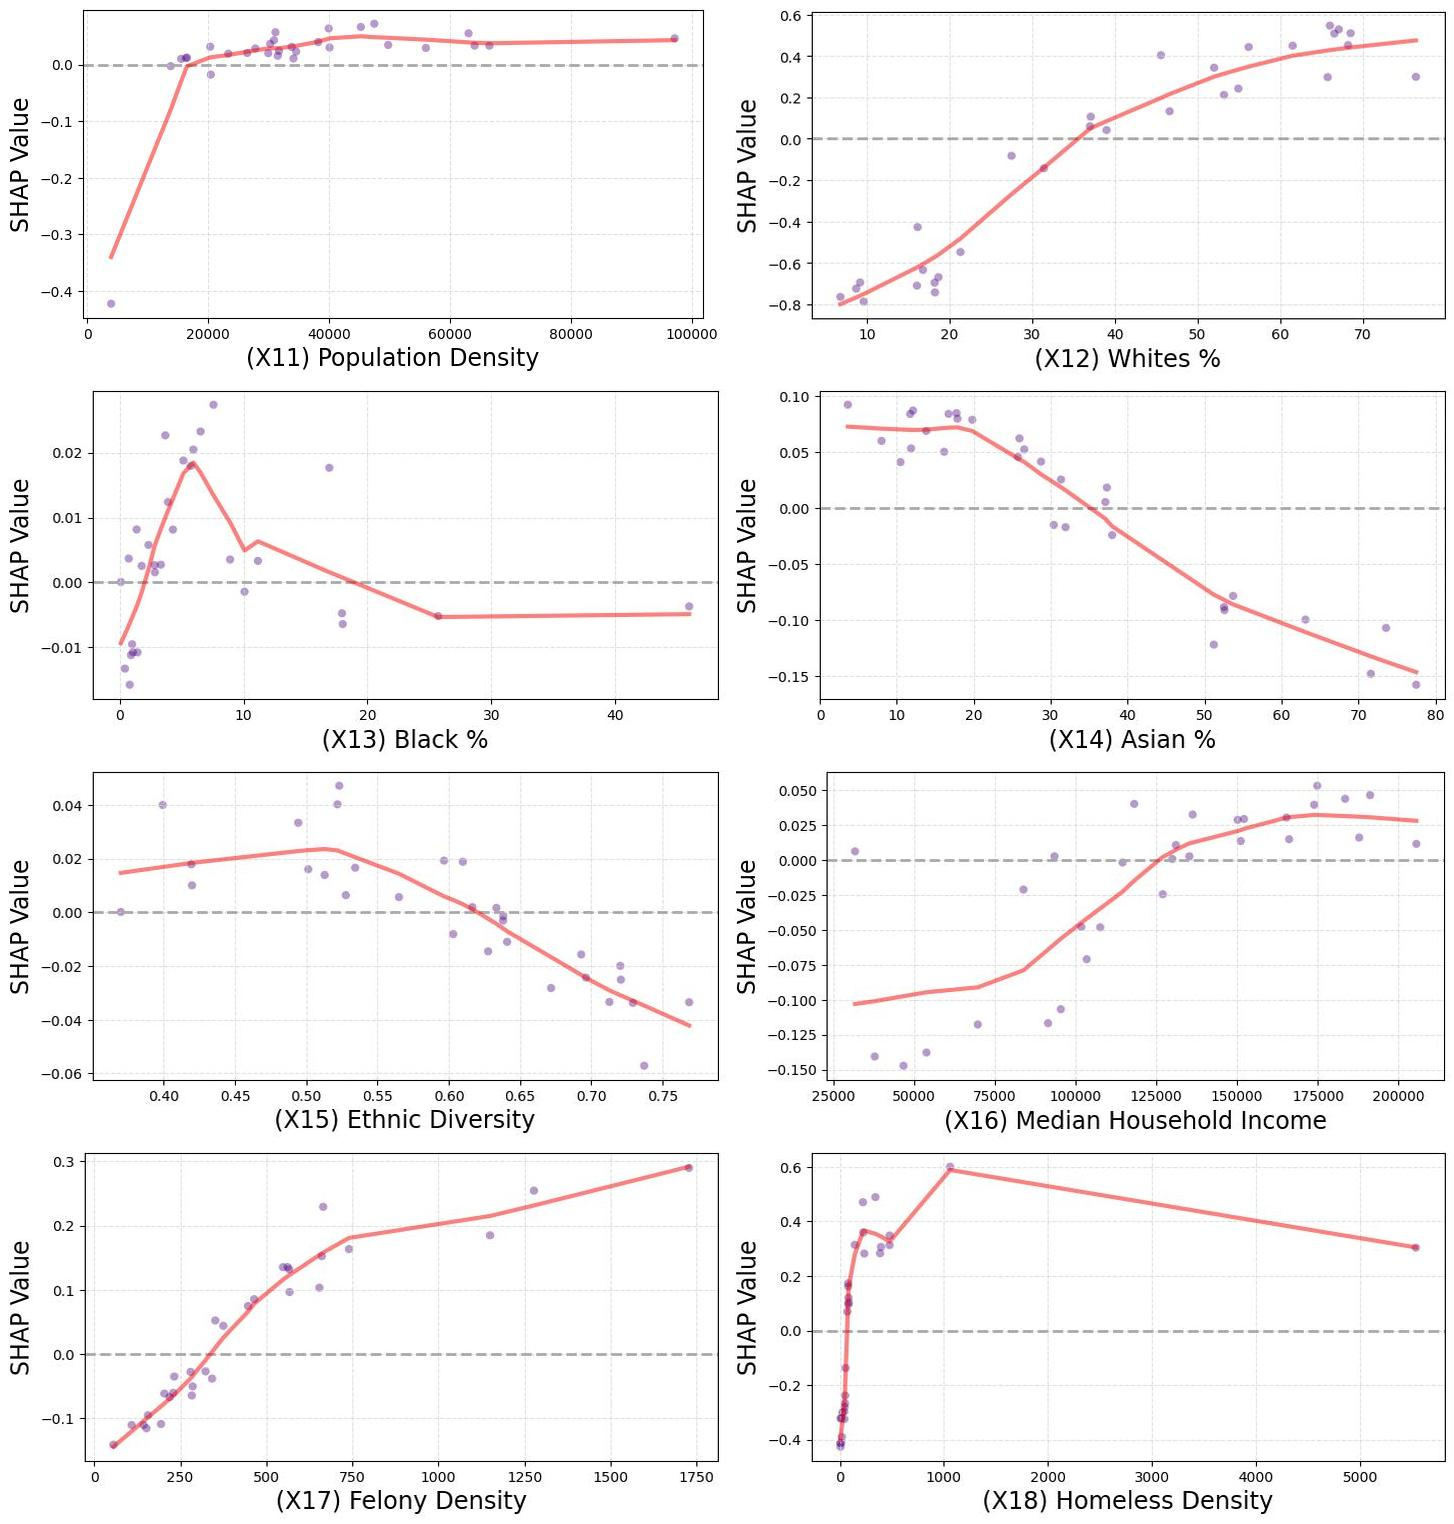 SHAP Value
0.0
−0.1
−0.2
−0.3
−0.4
0 20000 40000 60000 80000 100000
(X11) Population Density
SHAP Value
0.6
0.4
0.2
0.0
−0.2
−0.4
−0.6
−0.8
10 20 30 40 50 60 70
(X12) Whites %
SHAP Value
0.02
0.01
0.00
−0.01
0 10 20 30 40
(X13) Black %
SHAP Value
0.10
0.05
0.00
−0.05
−0.10
−0.15
0 10 20 30 40 50 60 70 80
(X14) Asian %
SHAP Value
0.04
0.02
0.00
−0.02
−0.04
−0.06
0.40 0.45 0.50 0.55 0.60 0.65 0.70 0.75
(X15) Ethnic Diversity
SHAP Value
0.050
0.025
0.000
−0.025
−0.050
−0.075
−0.100
−0.125
−0.150
25000 50000 75000 100000 125000 150000 175000 200000
(X16) Median Household Income
SHAP Value
0.3
0.2
0.1
0.0
−0.1
0 250 500 750 1000 1250 1500 1750
(X17) Felony Density
SHAP Value
0.6
0.4
0.2
0.0
−0.2
−0.4
0 1000 2000 3000 4000 5000
(X18) Homeless Density